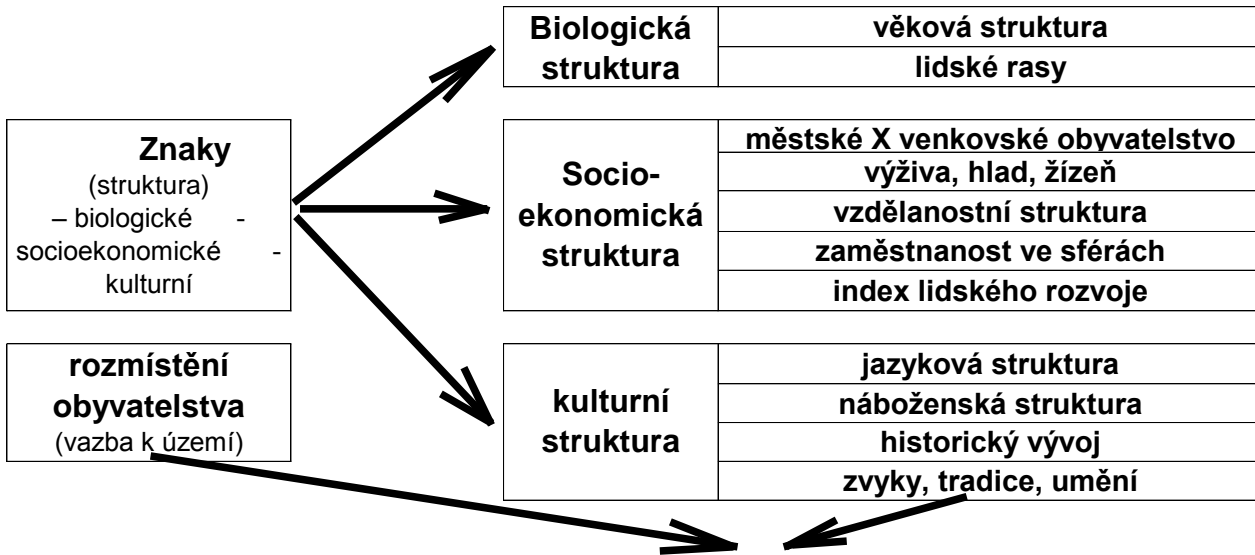 Znaky
(struktura)
– biologické -
socioekonomické -
kulturní
rozmístění
obyvatelstva
(vazba k území)
Biologická
struktura
věková struktura
lidské rasy
Socio-
ekonomická
struktura
městské X venkovské obyvatelstvo
výživa, hlad, žízeň
vzdělanostní struktura
zaměstnanost ve sférách
index lidského rozvoje
kulturní
struktura
jazyková struktura
náboženská struktura
historický vývoj
zvyky, tradice, umění